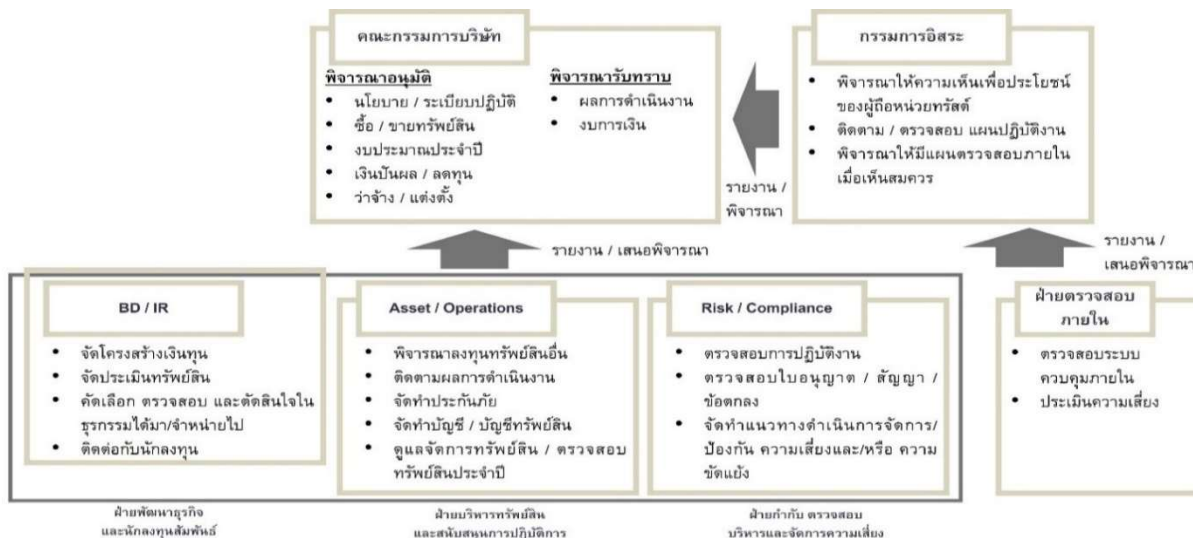 คณะกรรมการบริษัท
พิจารณาอนุมัติ
• นโยบาย / ระเบียบปฏิบัติ
• ซื้อ / ขายทรัพย์สิน
• งบประมาณประจำปี
• เงินปันผล / ลดทุน
• ว่าจ้าง / แต่งตั้ง
พิจารณารับทราบ
• ผลการดำเนินงาน
• งบการเงิน
กรรมการอิสระ
• พิจารณาให้ความเห็นเพื่อประโยชน์
ของผู้ถือหน่วยทรัสต์
• ติดตาม / ตรวจสอบ แผนปฏิบัติงาน
• พิจารณาให้มีแผนตรวจสอบภายใน
เมื่อเห็นสมควร
รายงาน /
พิจารณา
รายงาน / เสนอพิจารณา
รายงาน /
เสนอพิจารณา
BD / IR
• จัดโครงสร้างเงินทุน
• จัดประเมินทรัพย์สิน
• คัดเลือก ตรวจสอบ และตัดสินใจใน
ธุรกรรมได้มา/จำหน่ายไป
• ติดต่อกับนักลงทุน
Asset / Operations
• พิจารณาลงทุนทรัพย์สินอื่น
• ติดตามผลการดำเนินงาน
• จัดทำประกันภัย
• จัดทำบัญชี / บัญชีทรัพย์สิน
• ดูแลจัดการทรัพย์สิน / ตรวจสอบ
ทรัพย์สินประจำปี
Risk / Compliance
• ตรวจสอบการปฏิบัติงาน
• ตรวจสอบใบอนุญาต / สัญญา /
ข้อตกลง
• จัดทำแนวทางดำเนินการจัดการ/
ป้องกัน ความเสี่ยงและ/หรือ ความ
ขัดแย้ง
ฝ่ายตรวจสอบ
ภายใน
• ตรวจสอบระบบ
ควบคุมภายใน
• ประเมินความเสี่ยง
ฝ่ายพัฒนาธุรกิจ
และนักลงทุนสัมพันธ์
ฝ่ายบริหารทรัพย์สิน
และสนับสนุนการปฏิบัติการ
ฝ่ายกำกับ ตรวจสอบ
บริหารและจัดการความเสี่ยง